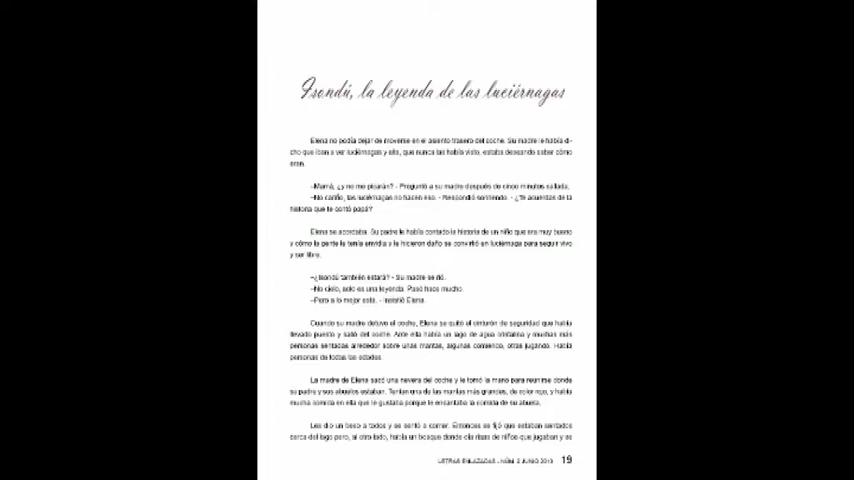 Isondú, la leyenda de las luciérnagas
Elena no podía dejar de moverse en el asiento trasero del coche. Su madre le había di-
cho que iban a ver luciérnagas y ella, que nunca las había visto, estaba deseando saber cómo
eran.
–Mamá, ¿y no me picarán? - Preguntó a su madre después de cinco minutos callada.
–No cariño, las luciérnagas no hacen eso. - Respondió sonriendo. - ¿Te acuerdas de la
historia que te contó papá?
Elena se acordaba. Su padre le había contado la historia de un niño que era muy bueno
y cómo la gente le tenía envidia y le hicieron daño se convirtió en luciérnaga para seguir vivo
y ser libre.
–¿Isondú también estará? - Su madre se rió.
–No cielo, solo es una leyenda. Pasó hace mucho.
–Pero a lo mejor está. - Insistió Elena.
Cuando su madre detuvo el coche, Elena se quitó el cinturón de seguridad que había
llevado puesto y salió del coche. Ante ella había un lago de agua cristalina y muchas más
personas sentadas alrededor sobre unas mantas, algunas comiendo, otras jugando. Había
personas de todas las edades.
La madre de Elena sacó una nevera del coche y le tomó la mano para reunirse donde
su padre y sus abuelos estaban. Tenían una de las mantas más grandes, de color rojo, y había
mucha comida en ella que le gustaba porque le encantaba la comida de su abuela.
Les dio un beso a todos y se sentó a comer. Entonces se fijó que estaban sentados
cerca del lago pero, al otro lado, había un bosque donde oía risas de niños que jugaban y se
LETRAS ENLAZADAS - NÚM. 2 JUNIO 2013 19